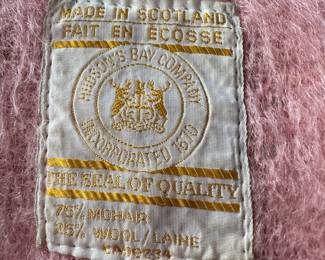 MADE IN SCOTLAND
FAIT EN ÉCOSSE
HUDSON'S BAY COMPANY
INCORPORATED 1670
THE SEAL OF QUALITY
75% MOHAIR
25% WOOL/LAINE